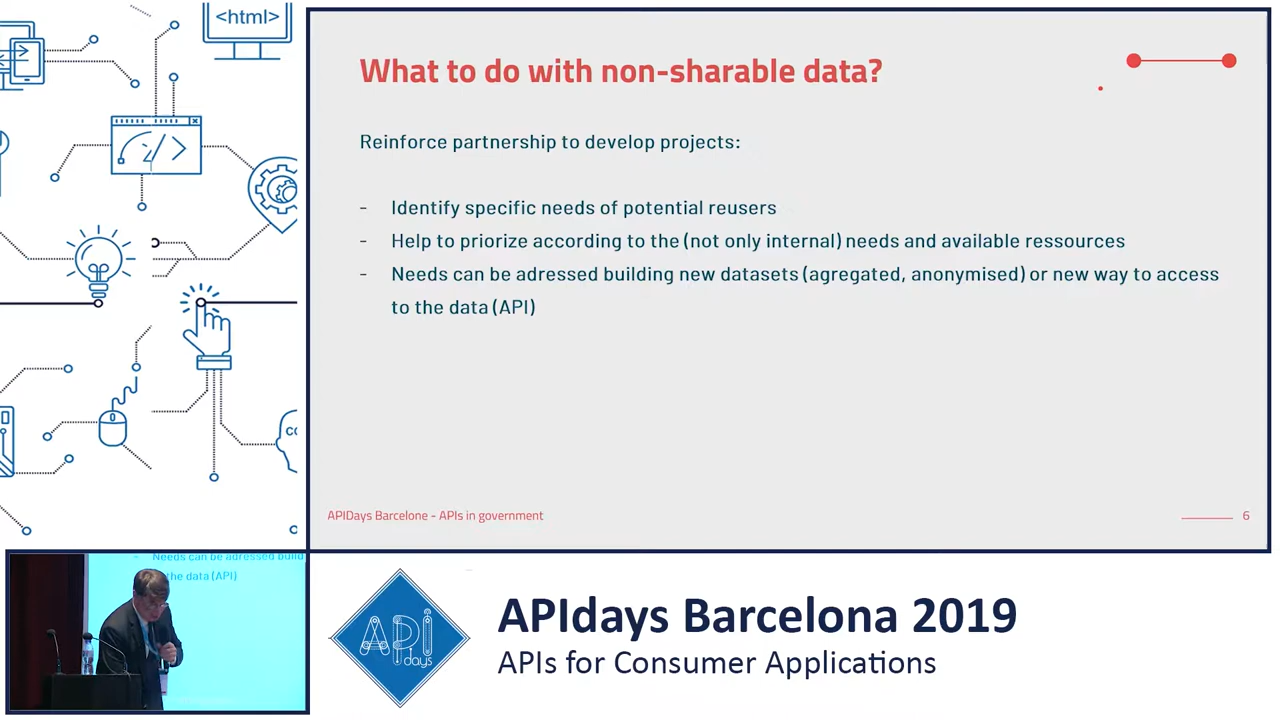 <html>
What to do with non-sharable data?
Reinforce partnership to develop projects:
- Identify specific needs of potential reusers
- Help to priorize according to the (not only internal) needs and available ressources
- Needs can be adressed building new datasets (agregated, anonymised) or new way to access
to the data (API)
CO
APIDays Barcelone - APIs in government
6
- Needs can be adressed build
the data (API)
API
days
APIdays Barcelona 2019
APIs for Consumer Applications